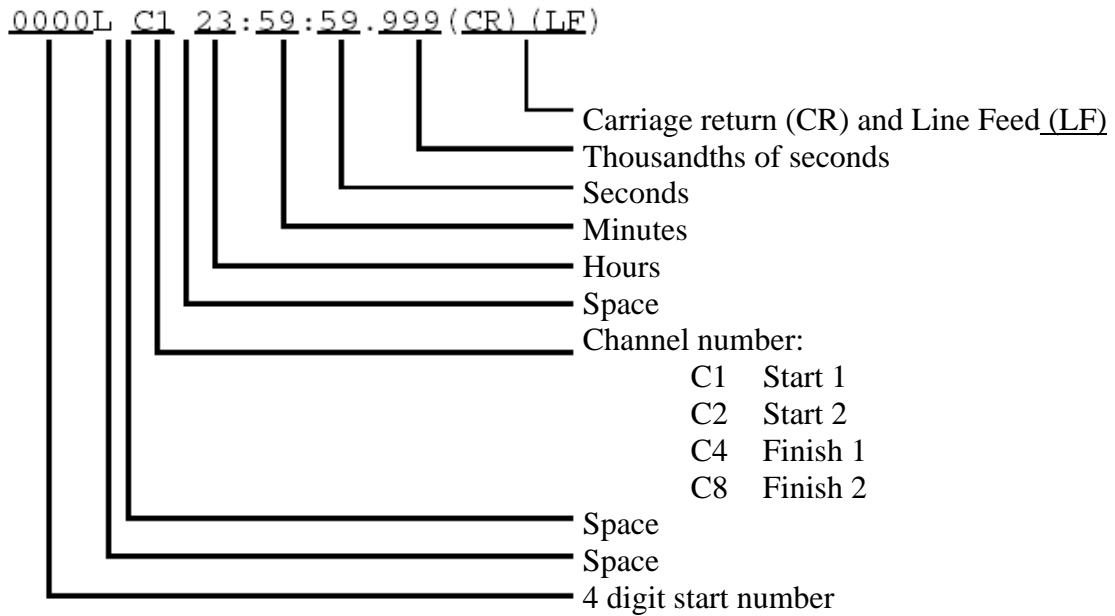 0000L C1 23:59:59.999(CR)(LF)
Carriage return (CR) and Line Feed (LF)
Thousandths of seconds
Seconds
Minutes
Hours
Space
Channel number:
C1 Start 1
C2 Start 2
C4 Finish 1
C8 Finish 2
Space
Space
4 digit start number